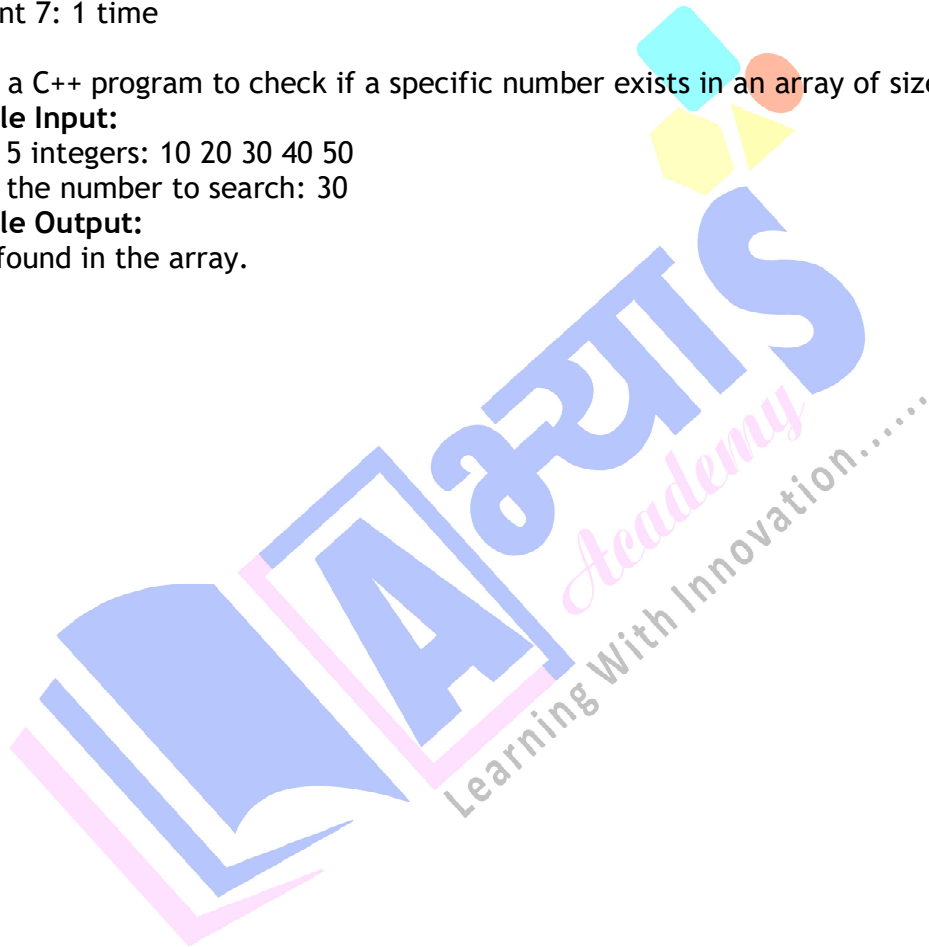 nt 7: 1 time
a C++ program to check if a specific number exists in an array of size
le Input:
5 integers: 10 20 30 40 50
the number to search: 30
le Output:
found in the array.
अभ्याS
A
Academy
Learning With Innovation......